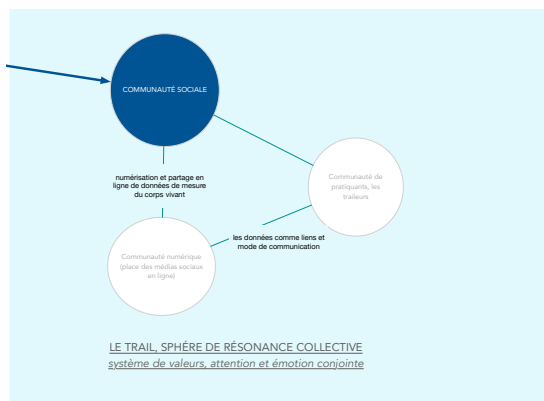 COMMUNAUTÉ SOCIALE
numérisation et partage en
ligne de données de mesure
du corps vivant
Communauté de
pratiquants, les
traileurs
les données comme liens et
mode de communication
Communauté numérique
(place des médias sociaux
en ligne)
LE TRAIL, SPHÉRE DE RÉSONANCE COLLECTIVE
système de valeurs, attention et émotion conjointe